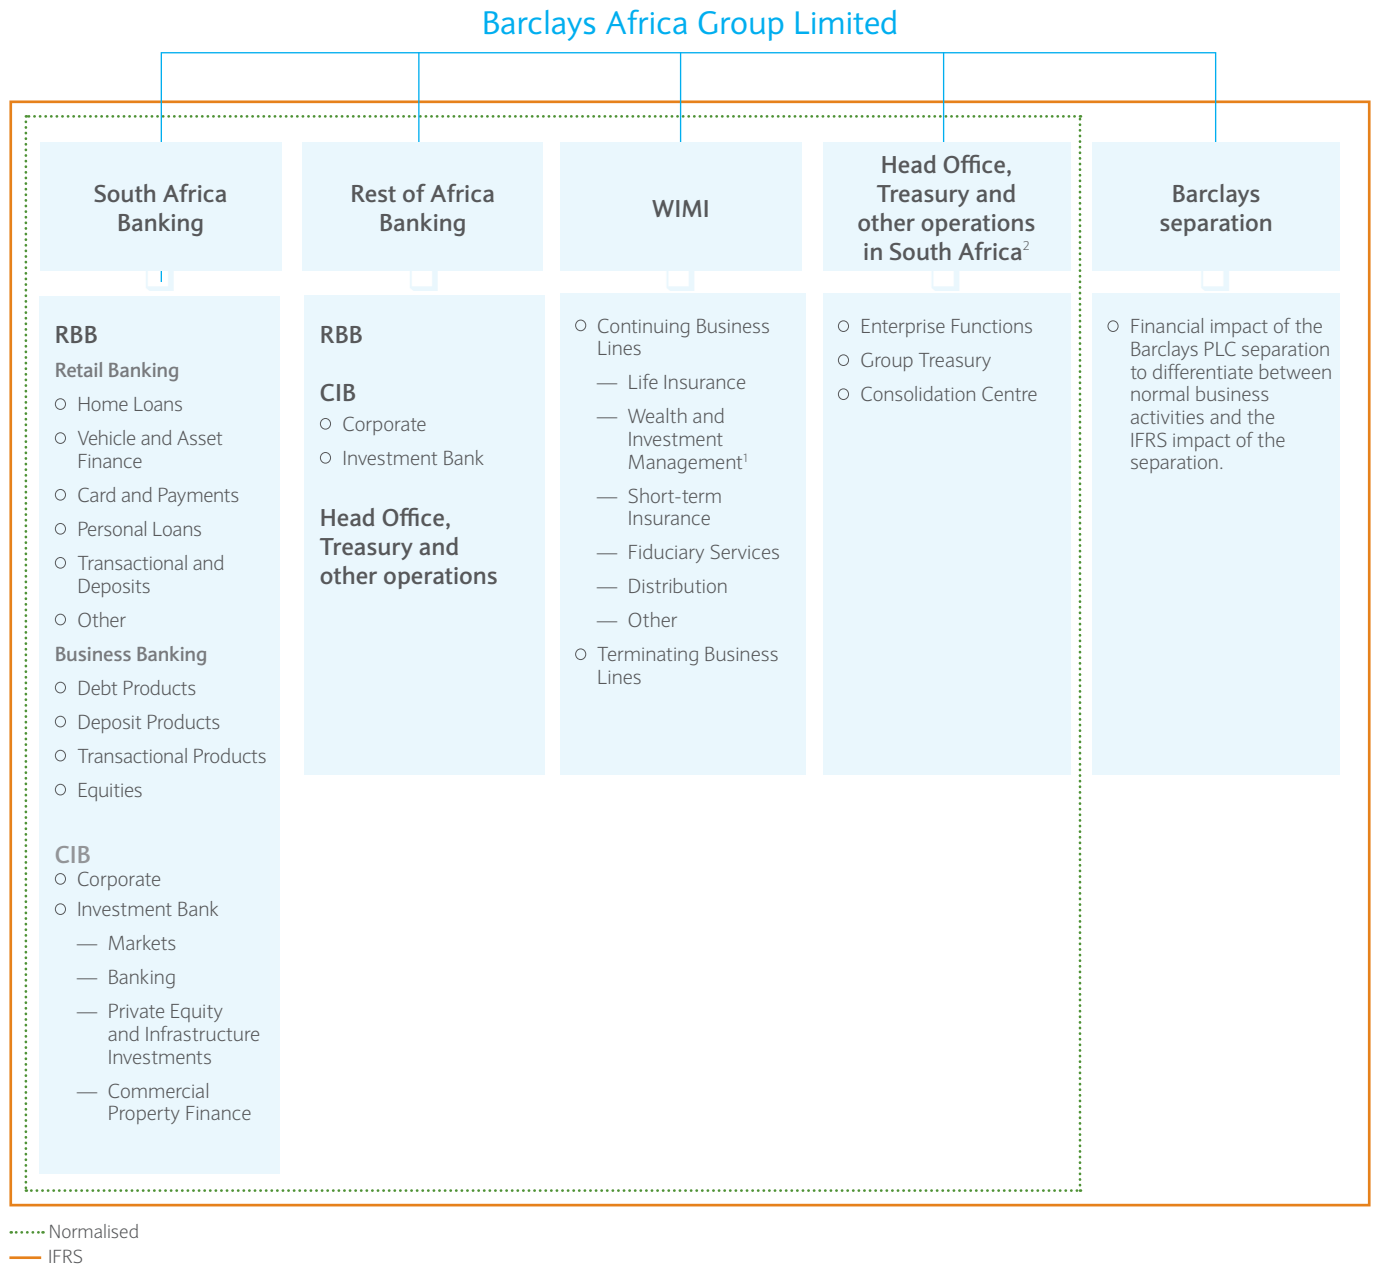 Barclays Africa Group Limited
South Africa
Banking
RBB
Retail Banking
Home Loans
Vehicle and Asset
Finance
Card and Payments
Personal Loans
Transactional and
Deposits
Other
Business Banking
Debt Products
Deposit Products
Transactional Products
Equities
CIB
Corporate
Investment Bank
— Markets
— Banking
— Private Equity
and Infrastructure
Investments
— Commercial
Property Finance
Rest of Africa
Banking
RBB
CIB
Corporate
Investment Bank
Head Office,
Treasury and
other operations
WIMI
Continuing Business
Lines
— Life Insurance
— Wealth and
Investment
Management¹
— Short-term
Insurance
— Fiduciary Services
— Distribution
— Other
Terminating Business
Lines
Head Office,
Treasury and
other operations
in South Africa²
Enterprise Functions
Group Treasury
Consolidation Centre
Barclays
separation
Financial impact of the
Barclays PLC separation
to differentiate between
normal business
activities and the
IFRS impact of the
separation.
Normalised
IFRS